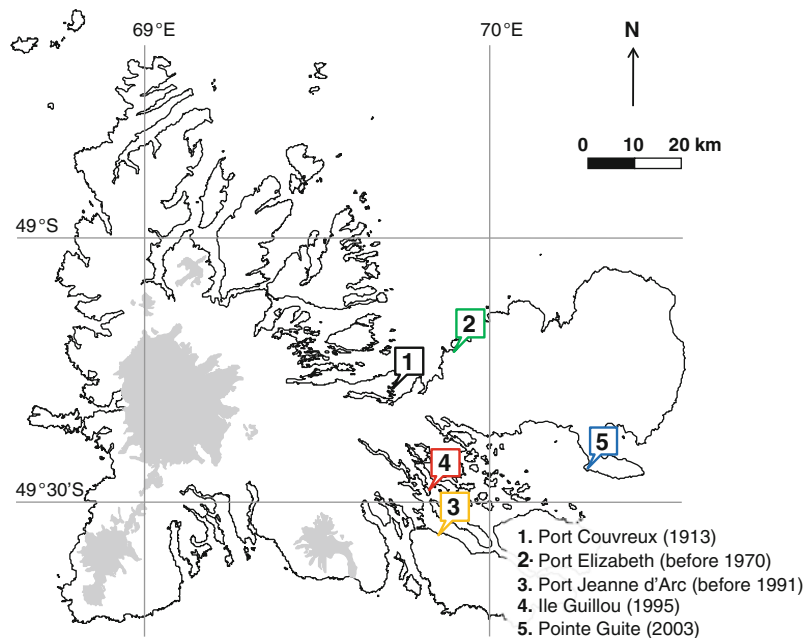 69°E
70°E
N
0 10 20 km
49°S
2
1
5
4
49°30'S
3
1. Port Couvreux (1913)
2. Port Elizabeth (before 1970)
3. Port Jeanne d'Arc (before 1991)
4. Ile Guillou (1995)
5. Pointe Guite (2003)